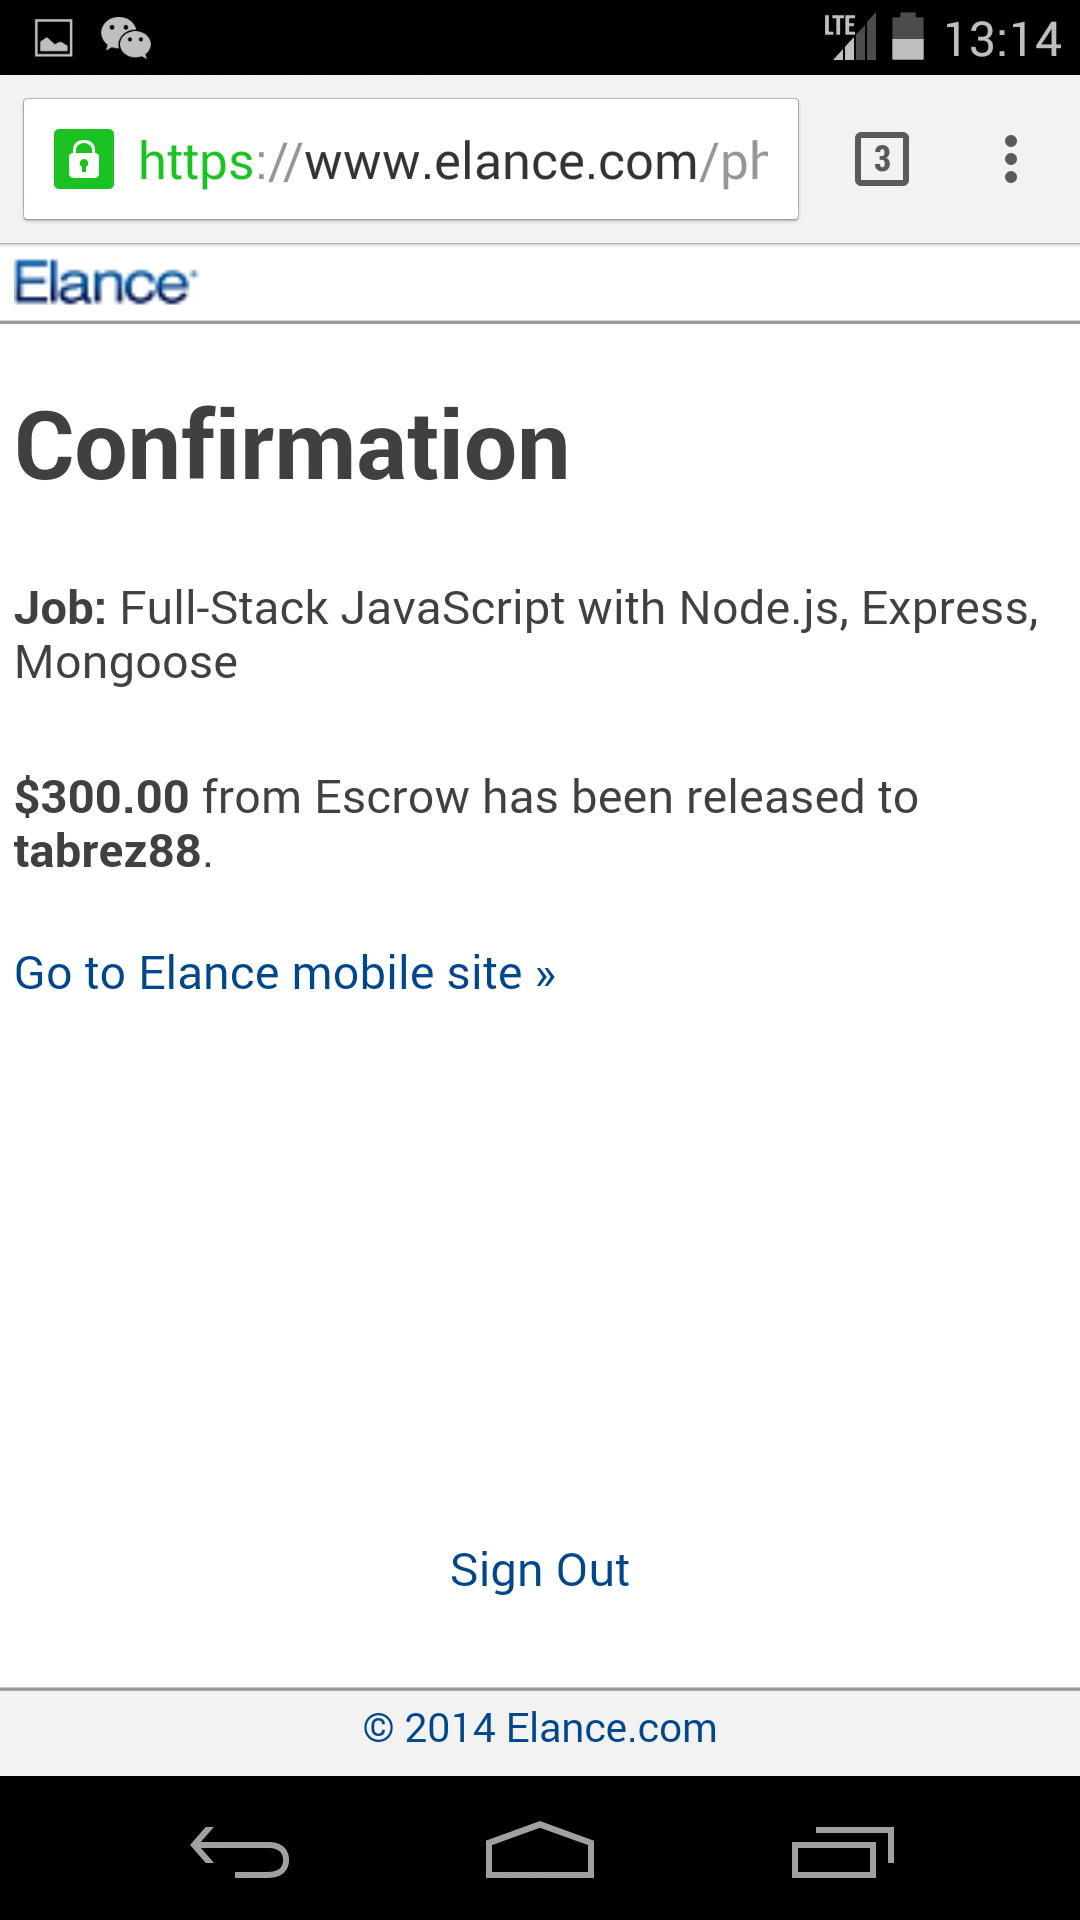 LTE 13:14
https://www.elance.com/ph
3
Elance
Confirmation
Job: Full-Stack JavaScript with Node.js, Express,
Mongoose
$300.00 from Escrow has been released to
tabrez88.
Go to Elance mobile site »
Sign Out
© 2014 Elance.com